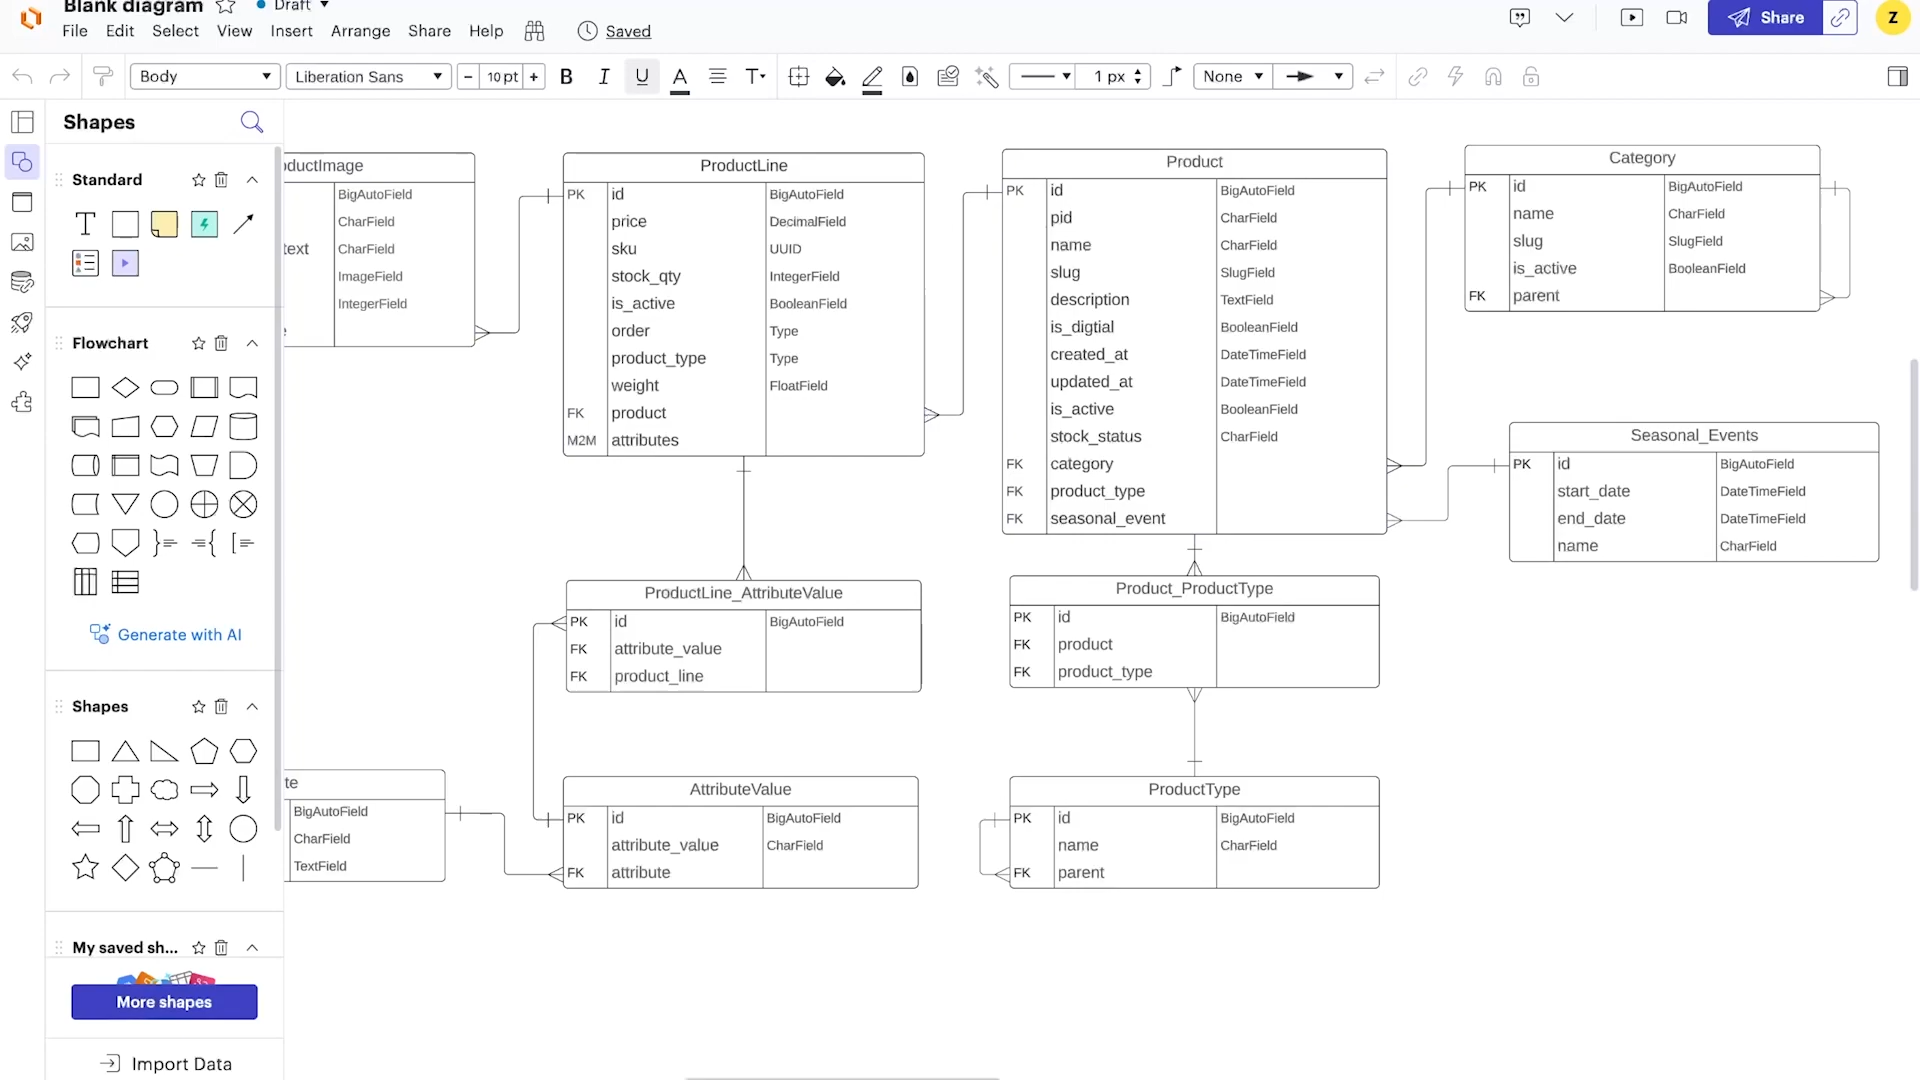 Blank diagram
Draft
File Edit Select View Insert Arrange Share Help Saved
Share
Z
Body
Liberation Sans
10 pt
B I U A T
1 px
None
Shapes
Standard
T
Flowchart
Generate with AI
Shapes
My saved sh...
More shapes
Import Data
oductImage
BigAutoField
CharField
text CharField
ImageField
IntegerField
ProductLine
PK id BigAutoField
price DecimalField
sku UUID
stock_qty IntegerField
is_active BooleanField
order Type
product_type Type
weight FloatField
FK product
M2M attributes
Product
PK id BigAutoField
pid CharField
name CharField
slug SlugField
description TextField
is_digtial BooleanField
created_at DateTimeField
updated_at DateTimeField
is_active BooleanField
stock_status CharField
FK category
FK product_type
FK seasonal_event
Category
PK id BigAutoField
name CharField
slug SlugField
is_active BooleanField
FK parent
Seasonal_Events
PK id BigAutoField
start_date DateTimeField
end_date DateTimeField
name CharField
ProductLine_AttributeValue
PK id BigAutoField
FK attribute_value
FK product_line
Product_ProductType
PK id BigAutoField
FK product
FK product_type
te
BigAutoField
CharField
TextField
AttributeValue
PK id BigAutoField
attribute_value CharField
FK attribute
ProductType
PK id BigAutoField
name CharField
FK parent